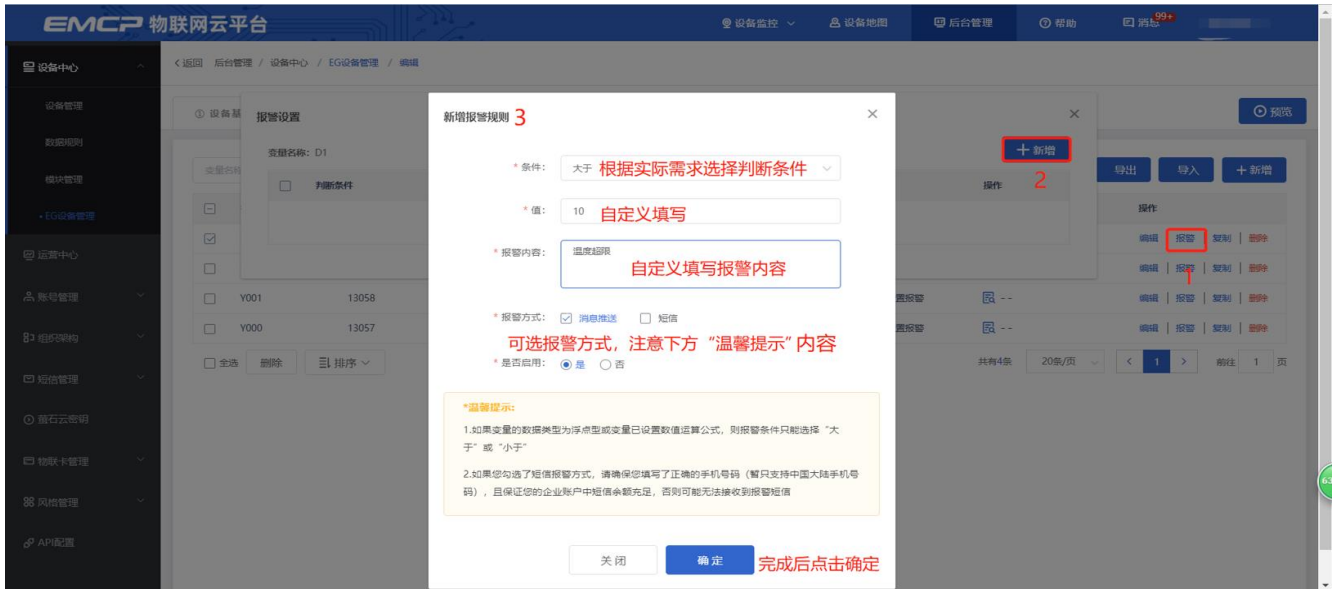 EMCP 物联网云平台
设备监控
设备地图
后台管理
帮助
消息 99+
设备中心
设备管理
数据规则
模块管理
•EG设备管理
运营中心
账号管理
组织架构
短信管理
萤石云密钥
物联卡管理
风格管理
API配置
<返回 后台管理 / 设备中心 / EG设备管理 / 编辑
① 设备基
预览
变量名称
导出 导入 +新增
操作
编辑 | 报警 | 复制 | 删除
1
编辑 | 报警 | 复制 | 删除
Y001 13058 置报警 -- 编辑 | 报警 | 复制 | 删除
Y000 13057 置报警 -- 编辑 | 报警 | 复制 | 删除
全选 删除 排序
共有4条 20条/页 < 1 > 前往 1 页
报警设置 ×
变量名称: D1
+新增
2
判断条件
操作
新增报警规则 3 ×
* 条件: 大于 根据实际需求选择判断条件
* 值: 10 自定义填写
* 报警内容: 温度超限
自定义填写报警内容
* 报警方式: 消息推送 短信
可选报警方式，注意下方“温馨提示”内容
* 是否启用: 是 否
*温馨提示:
1.如果变量的数据类型为浮点型或变量已设置数值运算公式，则报警条件只能选择“大
于”或“小于”
2.如果您勾选了短信报警方式，请确保您填写了正确的手机号码（暂只支持中国大陆手机号
码），且保证您的企业账户中短信余额充足，否则可能无法接收到报警短信
关闭 确定 完成后点击确定
63